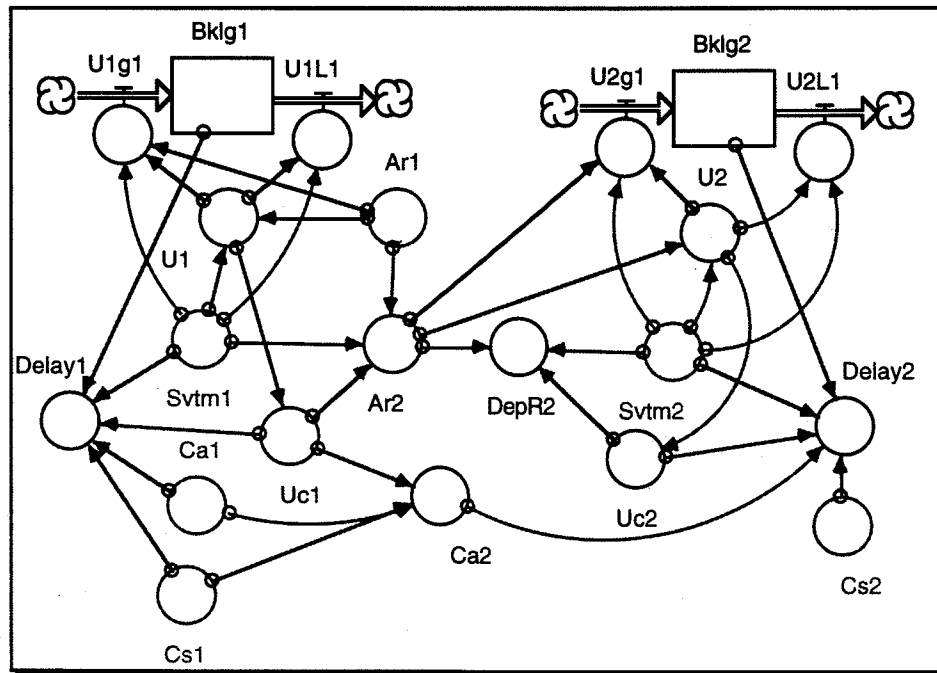 Bklg1
U1g1
U1L1
Bklg2
U2g1
U2L1
Ar1
U2
U1
Delay1
Svtm1
Ar2
DepR2
Svtm2
Delay2
Ca1
Uc1
Ca2
Uc2
Cs2
Cs1